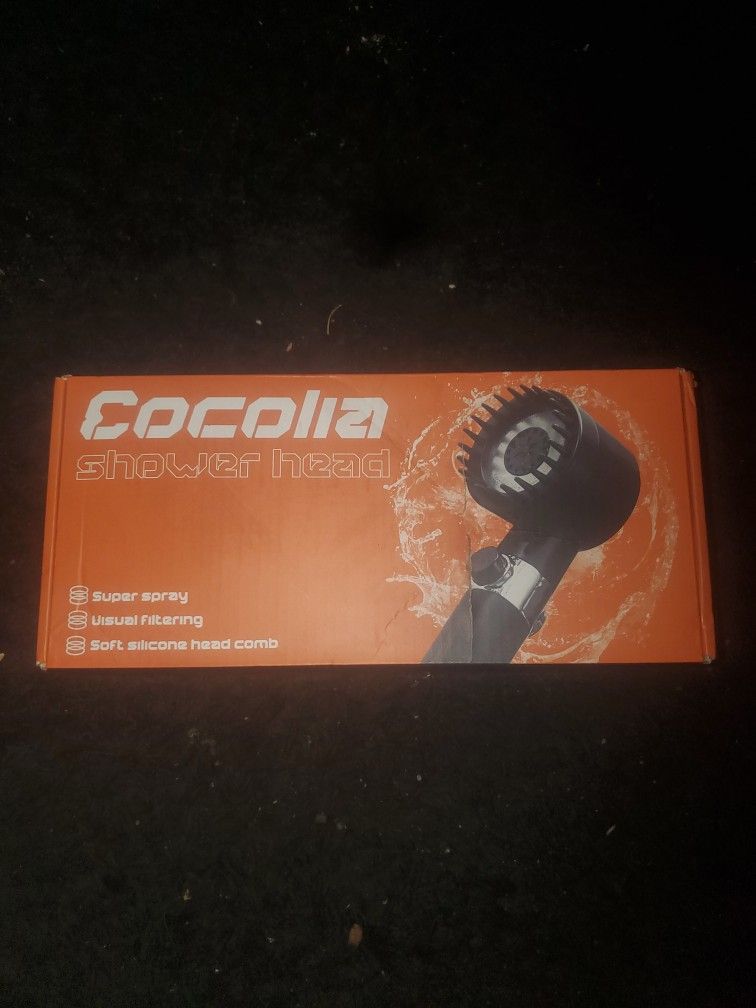 Cocolia
shower head
Super spray
Visual filtering
Soft silicone head comb